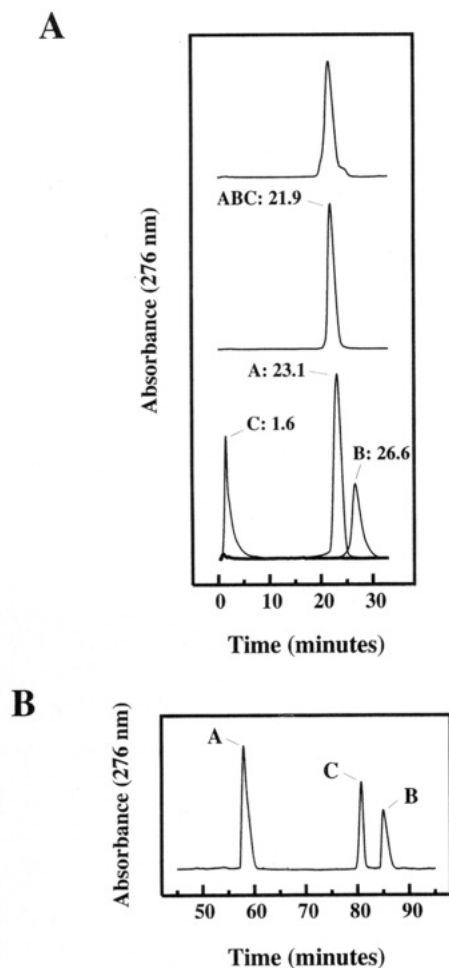 A
Absorbance (276 nm)
ABC: 21.9
A: 23.1
C: 1.6
B: 26.6
0 10 20 30
Time (minutes)
B
Absorbance (276 nm)
A
C
B
50 60 70 80 90
Time (minutes)